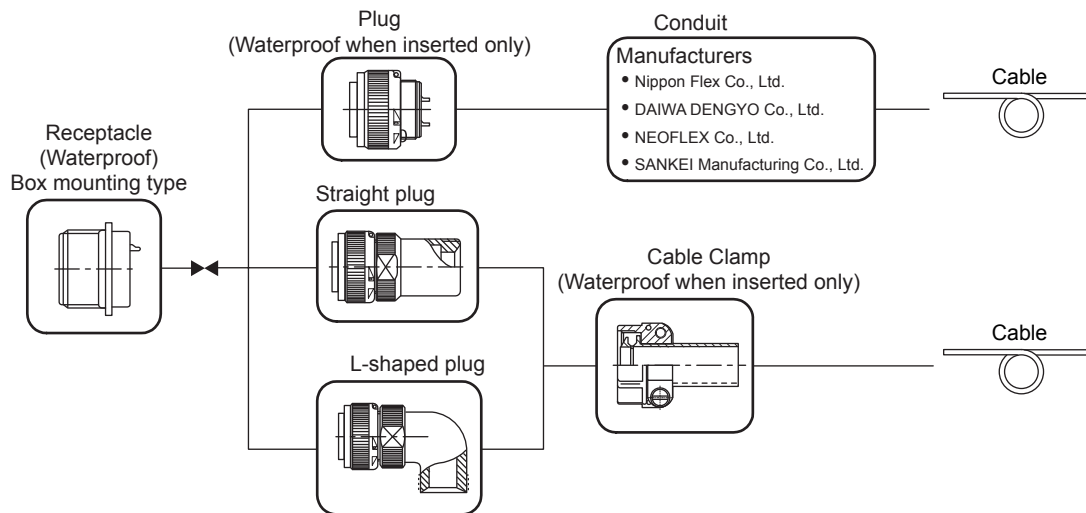 Plug
(Waterproof when inserted only)
Conduit
Manufacturers
• Nippon Flex Co., Ltd.
• DAIWA DENGYO Co., Ltd.
• NEOFLEX Co., Ltd.
• SANKEI Manufacturing Co., Ltd.
Cable
Receptacle
(Waterproof)
Box mounting type
Straight plug
Cable Clamp
(Waterproof when inserted only)
Cable
L-shaped plug